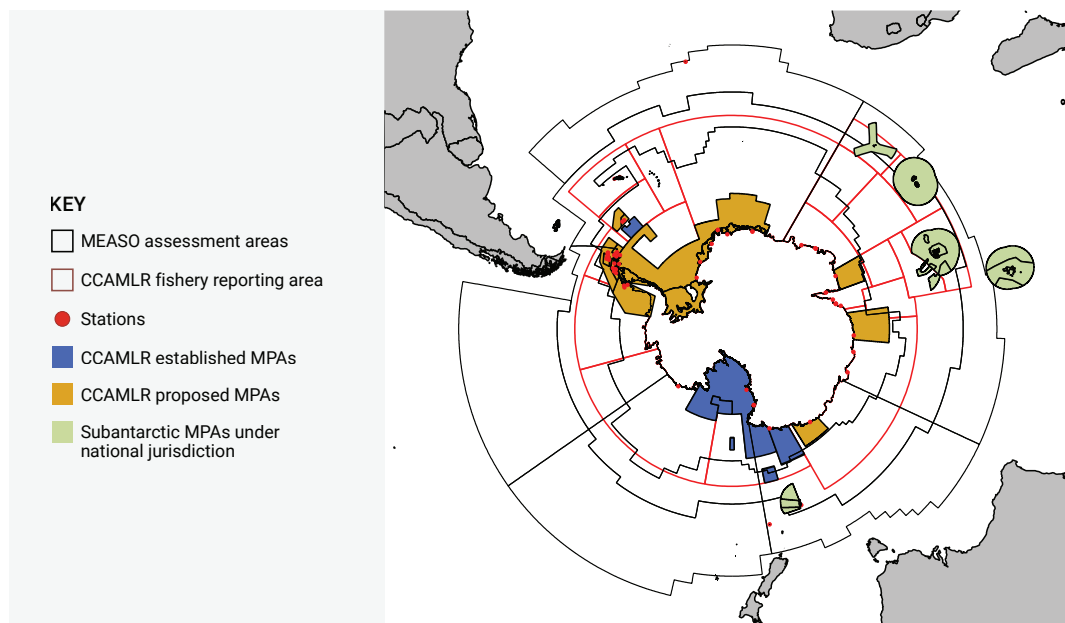 KEY
MEASO assessment areas
CCAMLR fishery reporting area
Stations
CCAMLR established MPAs
CCAMLR proposed MPAs
Subantarctic MPAs under
national jurisdiction